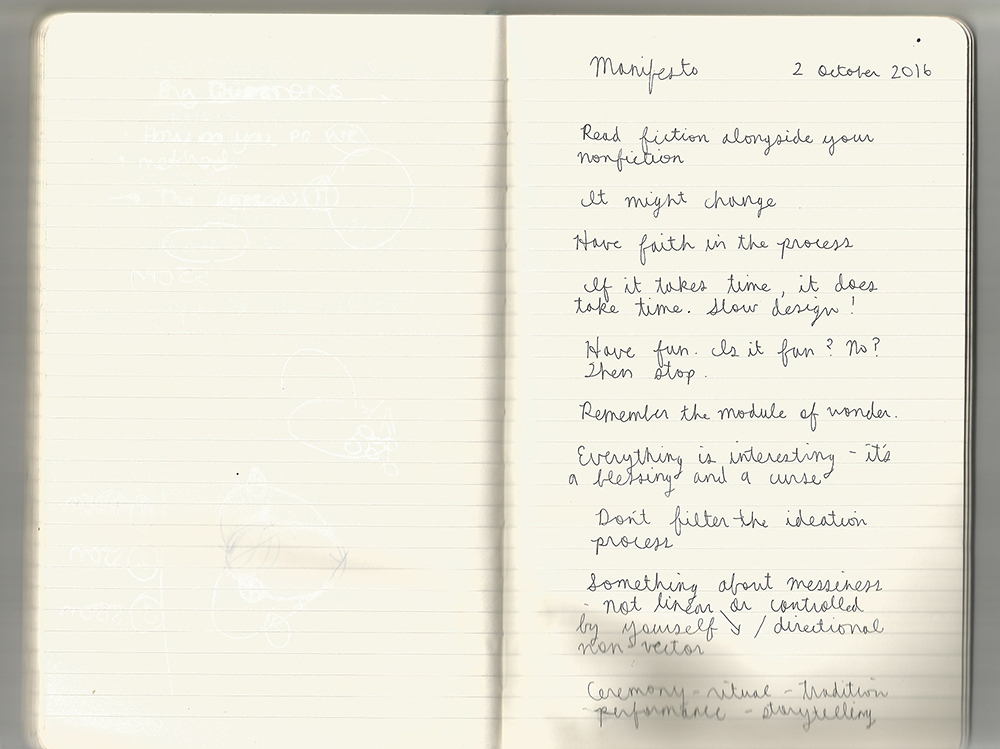 Manifesto 2 October 2016
Read fiction alongside your
nonfiction
It might change
Have faith in the process
If it takes time, it does
take time. Slow design!
Have fun. Is it fun? No?
Then stop.
Remember the module of wonder.
Everything is interesting - it's
a blessing and a curse
Don't filter the ideation
process
Something about messiness
not linear or controlled
by yourself ↘ / directional
non vector
Ceremony - ritual - tradition
- performance - storytelling